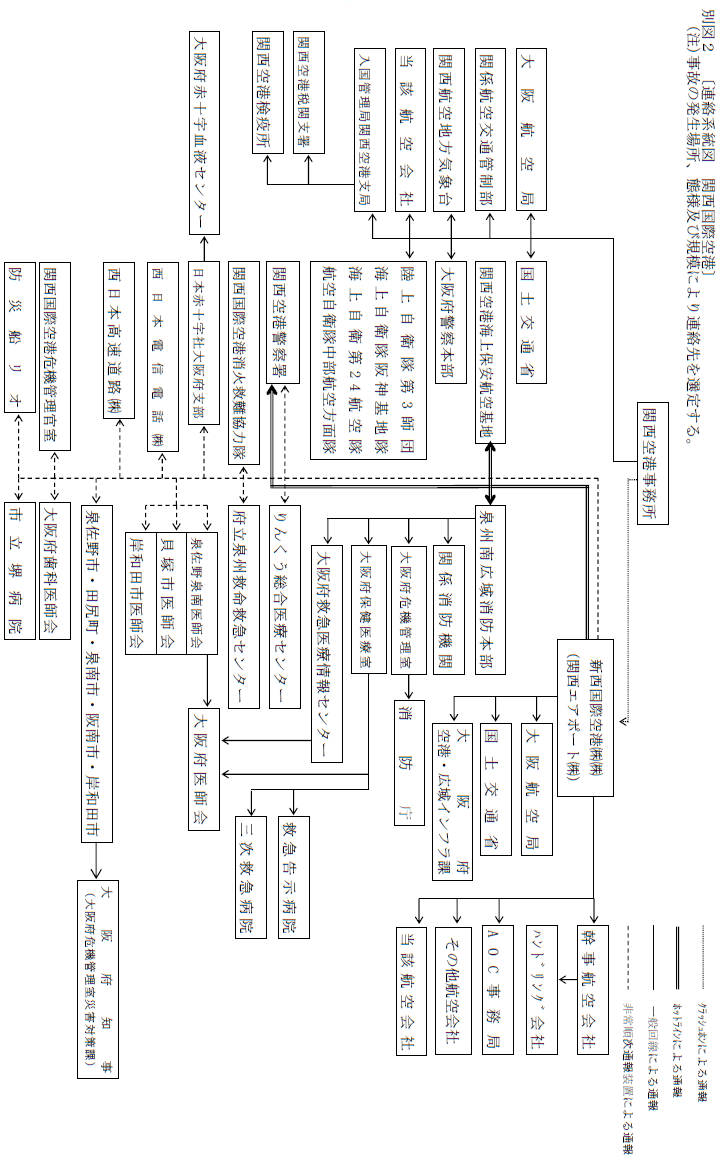 別図２　〔連絡系統図　関西国際空港〕
(注)事故の発生場所、態様及び規模により連絡先を選定する。
関西空港事務所
大阪航空局
関係航空交通管制部
関西航空地方気象台
当該航空会社
入国管理局関西空港支局
関西空港税関支署
関西空港検疫所
大阪府赤十字血液センター
国土交通省
関西空港海上保安航空基地
大阪府警察本部
陸上自衛隊第３師団
海上自衛隊阪神基地隊
海上自衛第２４航空隊
航空自衛隊中部航空方面隊
関西空港警察署
関西国際空港消火救難協力隊
日本赤十字社大阪府支部
西日本電信電話㈱
西日本高速道路㈱
関西国際空港危機管理官室
防災船リオ
泉州南広域消防本部
関係消防機関
大阪府危機管理室
大阪府保健医療室
大阪府救急医療情報センター
りんくう総合医療センター
府立泉州救命救急センター
泉佐野泉南医師会
貝塚市医師会
岸和田市医師会
泉佐野市・田尻町・泉南市・阪南市・岸和田市
大阪府歯科医師会
市立堺病院
新西国際空港㈱㈱
(関西エアポート㈱)
大阪航空局
国土交通省
大阪府
空港・広域インフラ課
消防庁
大阪府医師会
救急告示病院
三次救急病院
大阪府知事
(大阪府危機管理室災害対策課)
幹事航空会社
ﾊﾝﾄﾞﾘﾝｸﾞ会社
ＡＯＣ事務局
その他航空会社
当該航空会社
ｸﾗｯｼｭﾎﾝによる通報
ﾎｯﾄﾗｲﾝによる通報
一般回線による通報
非常順次通報装置による通報